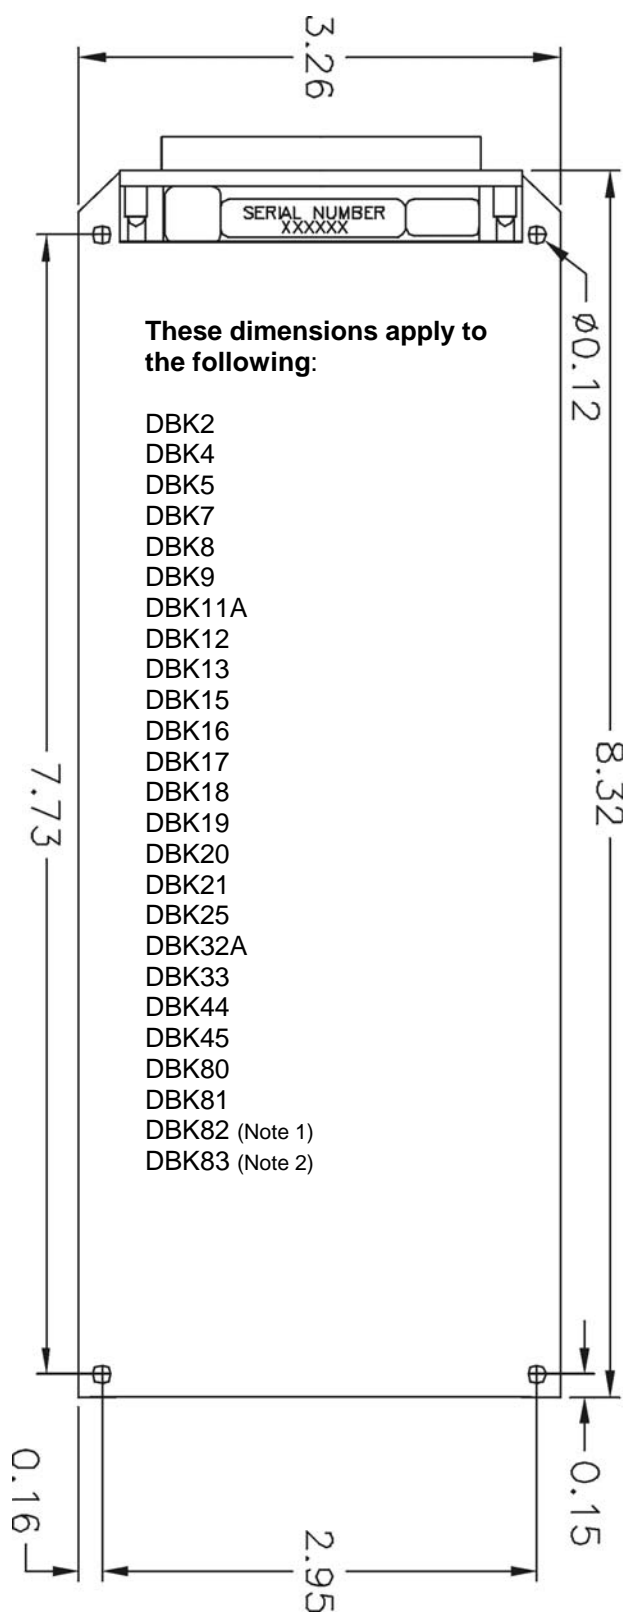 3.26
SERIAL NUMBER
XXXXXX
Ø0.12
These dimensions apply to
the following:
DBK2
DBK4
DBK5
DBK7
DBK8
DBK9
DBK11A
DBK12
DBK13
DBK15
DBK16
DBK17
DBK18
DBK19
DBK20
DBK21
DBK25
DBK32A
DBK33
DBK44
DBK45
DBK80
DBK81
DBK82 (Note 1)
DBK83 (Note 2)
7.73
8.32
0.16
2.95
0.15